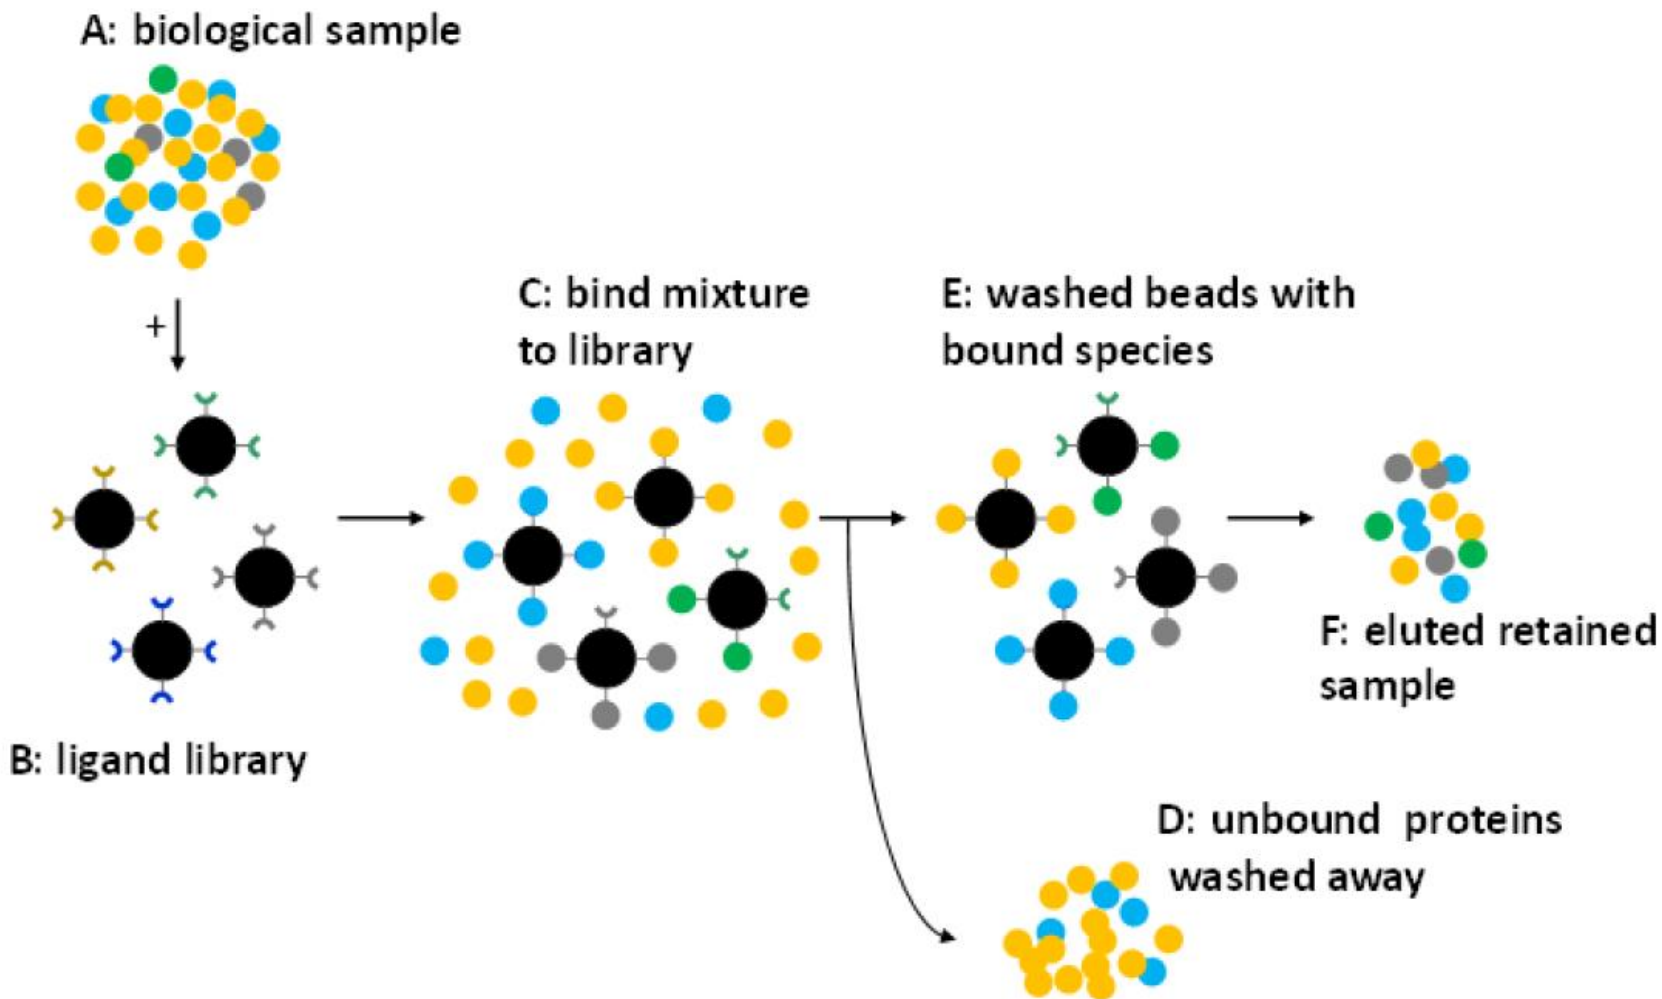 A: biological sample
+
B: ligand library
C: bind mixture
to library
E: washed beads with
bound species
F: eluted retained
sample
D: unbound proteins
washed away